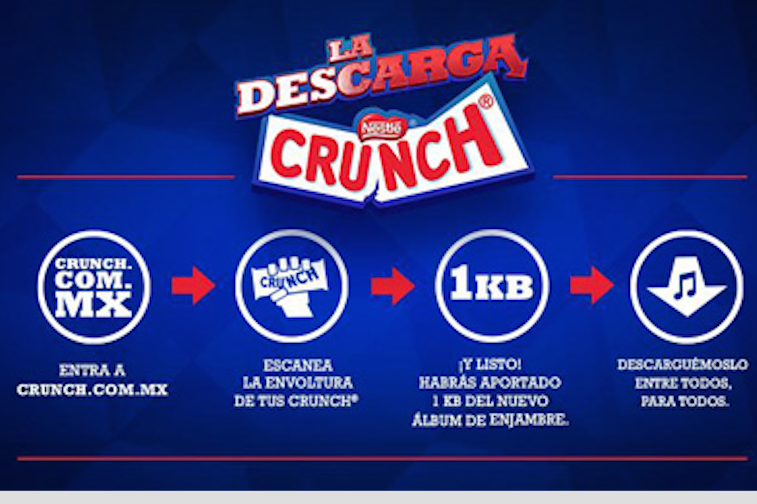 LA
DESCARGA
Nestlé
CRUNCH®
CRUNCH.
COM.
MX
ENTRA A
CRUNCH.COM.MX
CRUNCH
ESCANEA
LA ENVOLTURA
DE TUS CRUNCH®
1KB
¡Y LISTO!
HABRÁS APORTADO
1 KB DEL NUEVO
ÁLBUM DE ENJAMBRE.
DESCARGUÉMOSLO
ENTRE TODOS,
PARA TODOS.